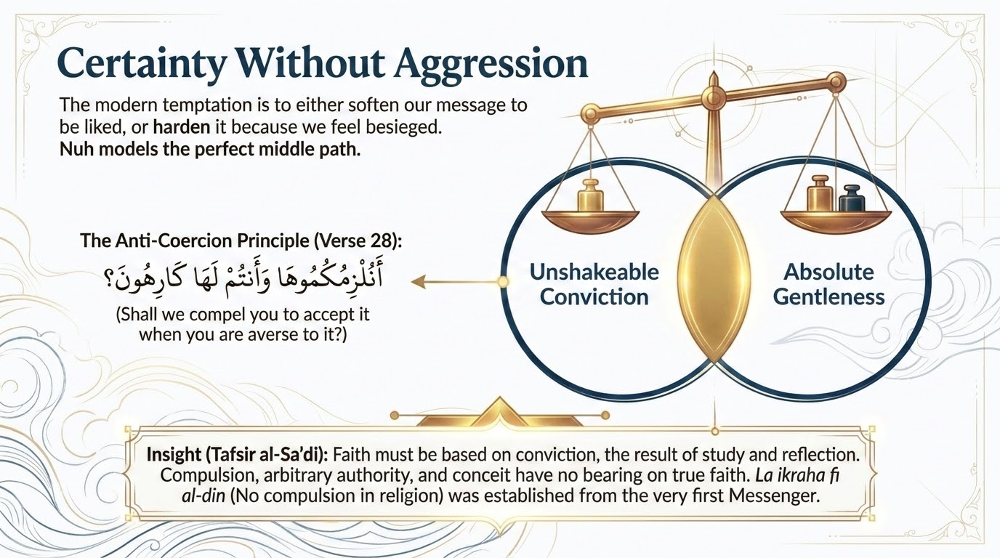 Certainty Without Aggression
The modern temptation is to either soften our message to
be liked, or harden it because we feel besieged.
Nuh models the perfect middle path.
The Anti-Coercion Principle (Verse 28):
أَنُلْزِمُكُمُوهَا وَأَنتُمْ لَهَا كَارِهُونَ؟
(Shall we compel you to accept it
when you are averse to it?)
Unshakeable
Conviction
Absolute
Gentleness
Insight (Tafsir al-Sa’di): Faith must be based on conviction, the result of study and reflection.
Compulsion, arbitrary authority, and conceit have no bearing on true faith. La ikraha fi
al-din (No compulsion in religion) was established from the very first Messenger.